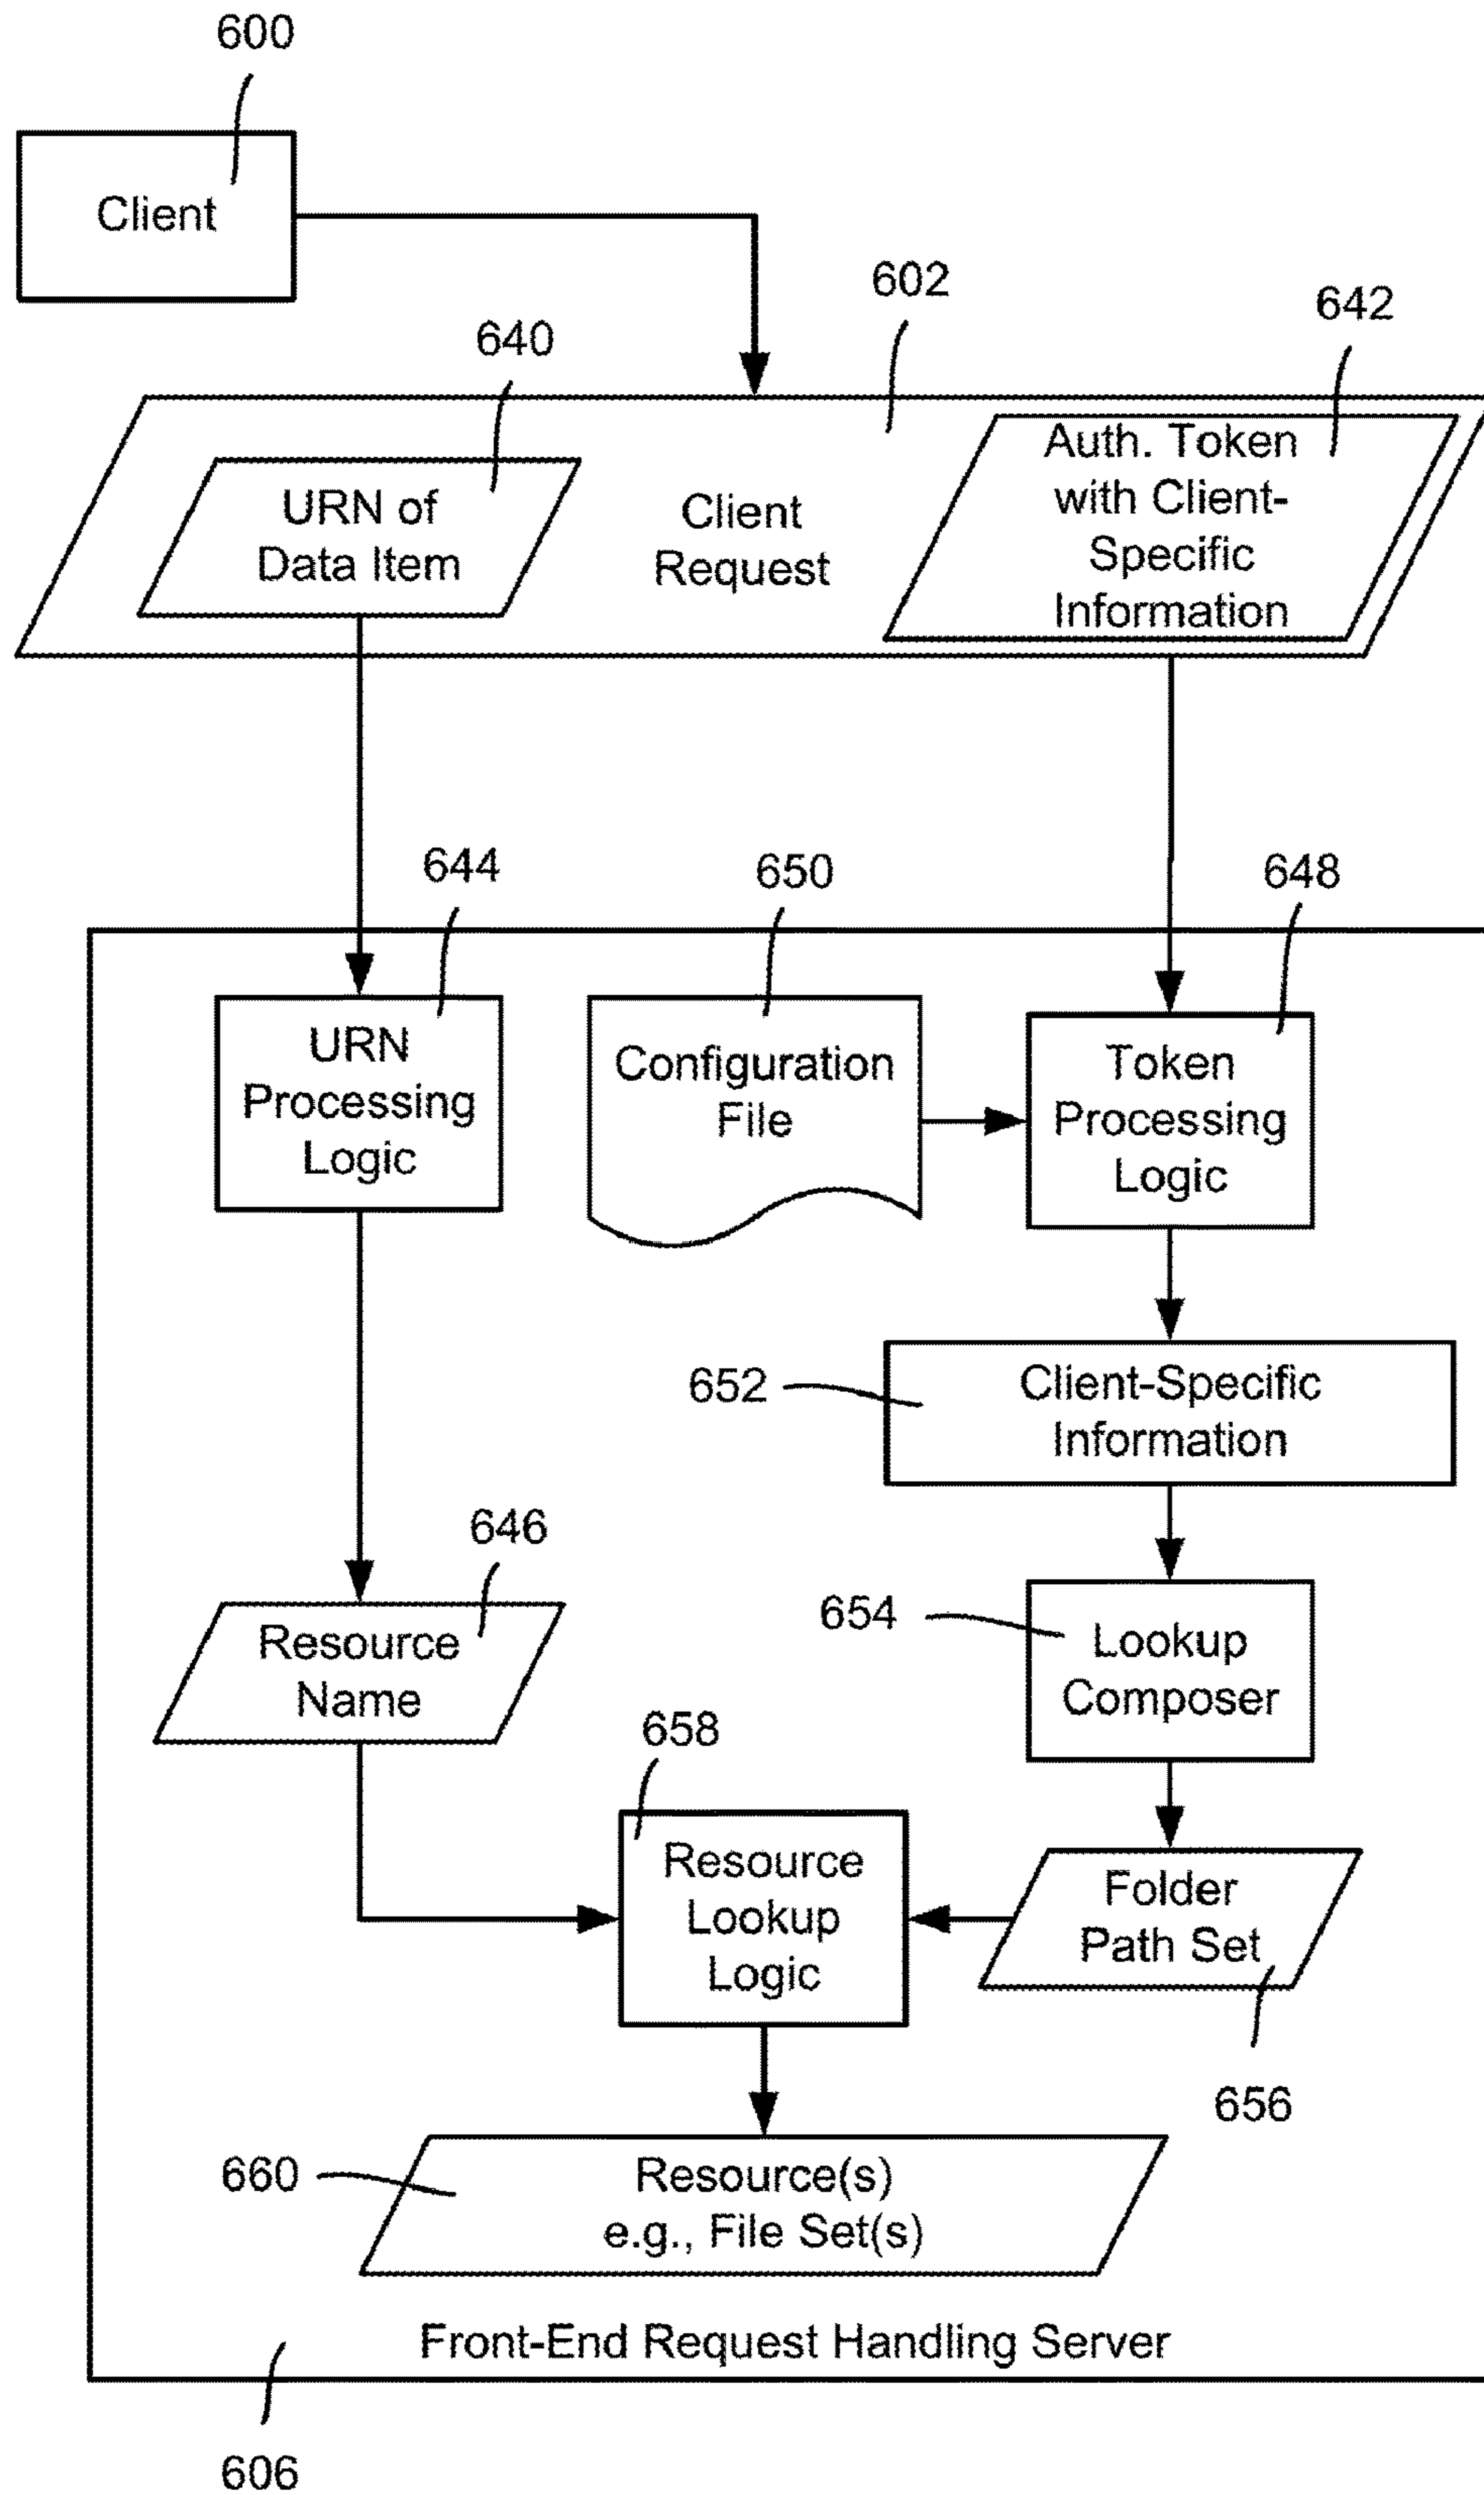 600
Client
602
642
640
Auth. Token
with Client-
Specific
Information
URN of
Data Item
Client
Request
644
650
648
URN
Processing
Logic
Configuration
File
Token
Processing
Logic
652
Client-Specific
Information
646
654
Resource
Name
Lookup
Composer
658
Resource
Lookup
Logic
Folder
Path Set
656
660
Resource(s)
e.g., File Set(s)
Front-End Request Handling Server
606